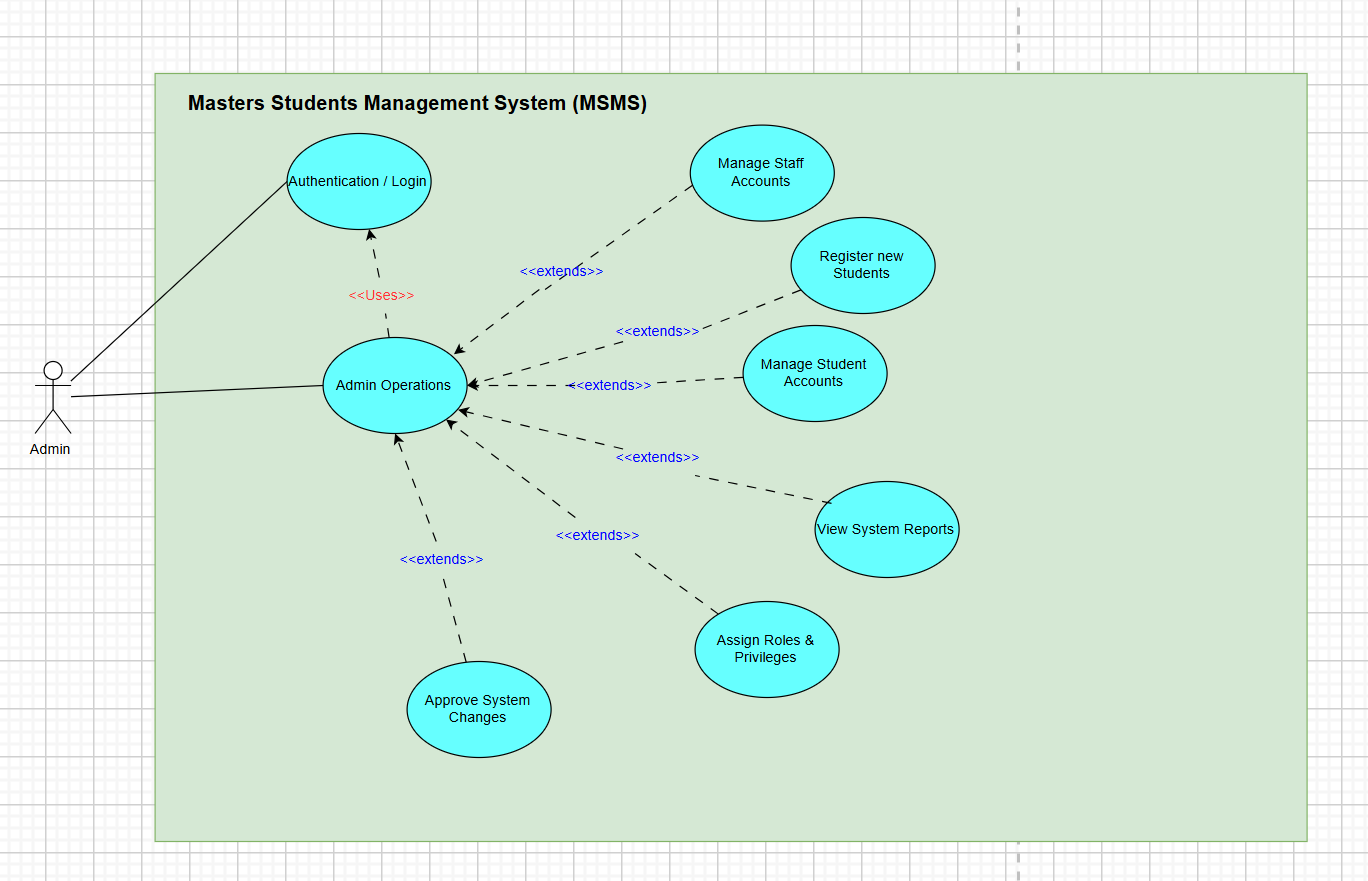 Masters Students Management System (MSMS)
Authentication / Login
Manage Staff
Accounts
Register new
Students
<<extends>>
<<Uses>>
<<extends>>
Manage Student
Accounts
Admin Operations
<<extends>>
Admin
<<extends>>
View System Reports
<<extends>>
<<extends>>
Assign Roles &
Privileges
Approve System
Changes